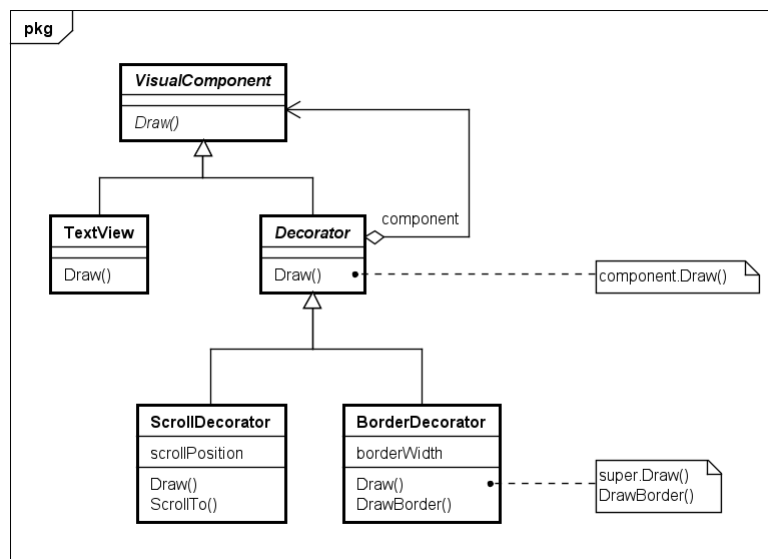 pkg
VisualComponent
Draw()
component
TextView
Draw()
Decorator
Draw()
component.Draw()
ScrollDecorator
scrollPosition
Draw()
ScrollTo()
BorderDecorator
borderWidth
Draw()
DrawBorder()
super.Draw()
DrawBorder()